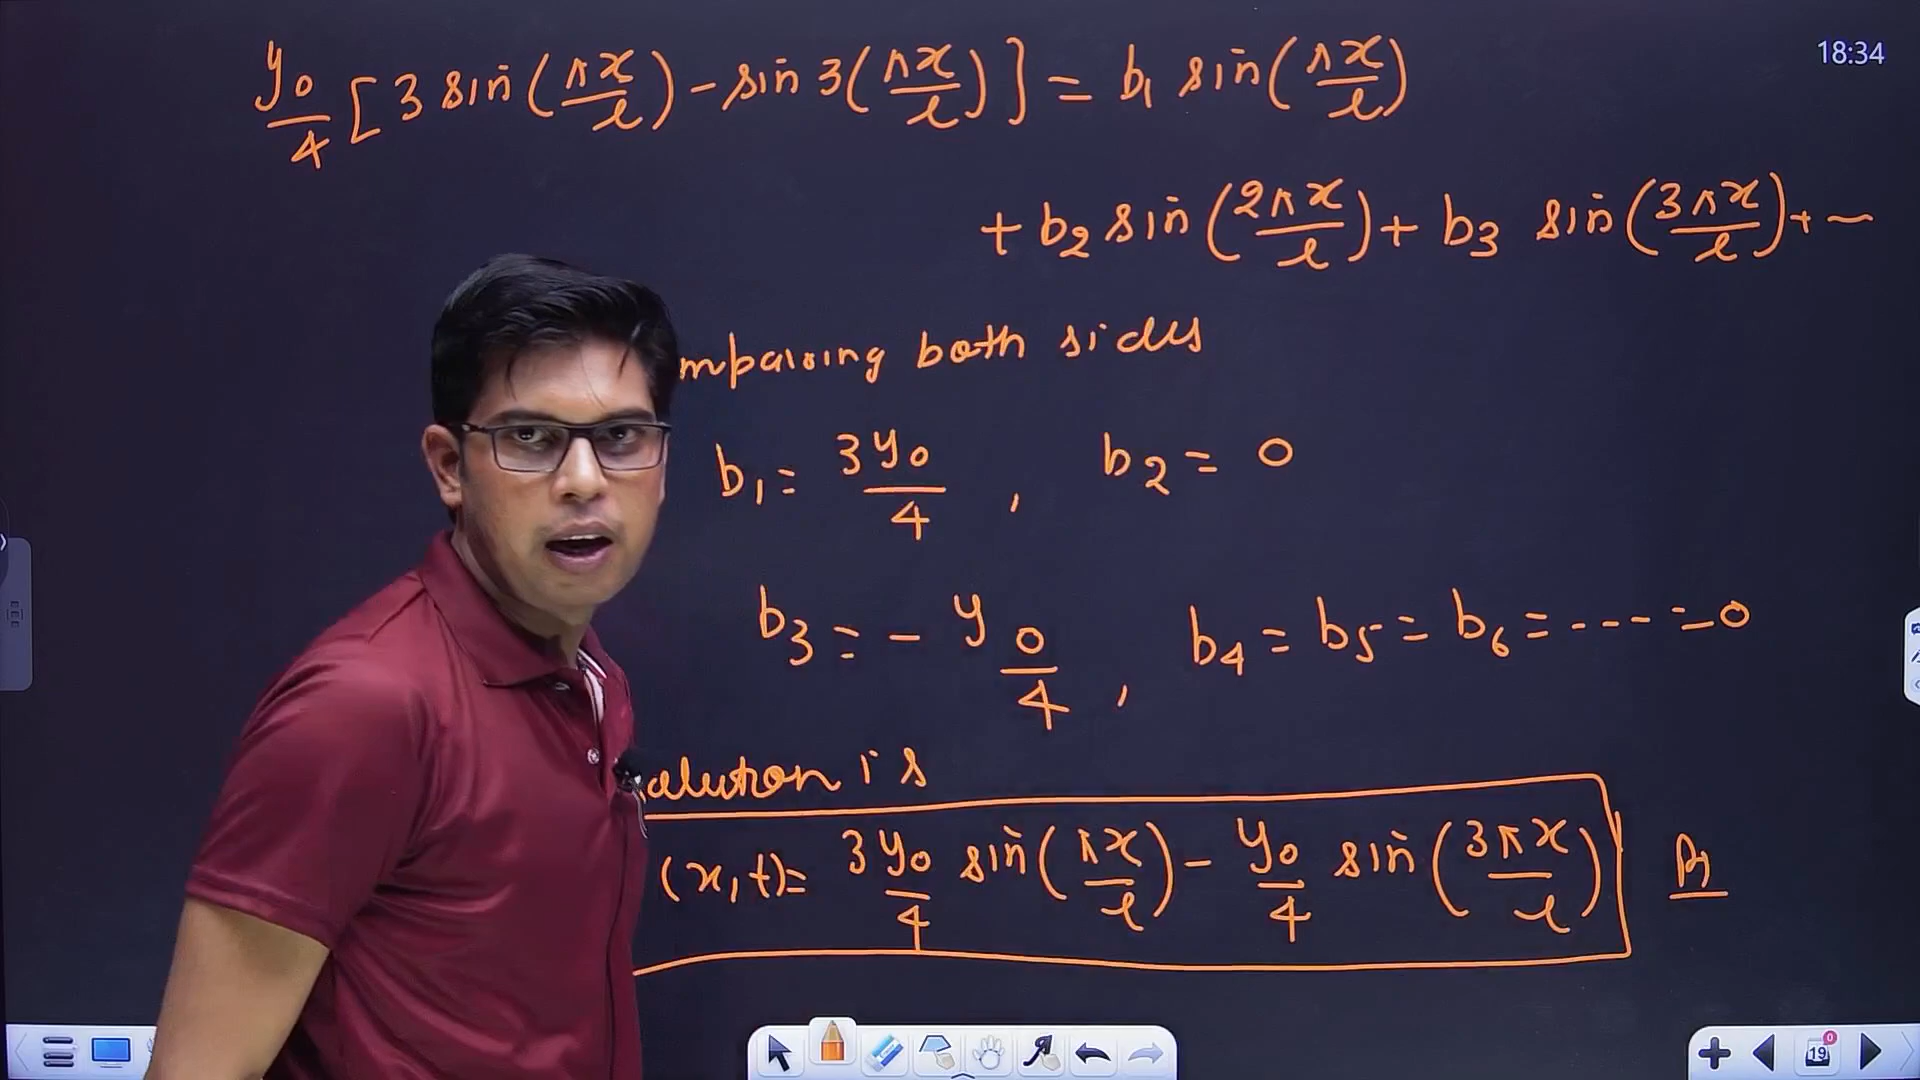 18:34
y0/4 [3 sin(πx/l) - sin 3(πx/l)] = b1 sin(πx/l)
+ b2 sin(2πx/l) + b3 sin(3πx/l) + --
mparing both sides
b1 = 3y0/4 , b2 = 0
b3 = - y0/4 , b4 = b5 = b6 = ---- = 0
olution is
(x,t) = 3y0/4 sin(πx/l) - y0/4 sin(3πx/l)
19
0